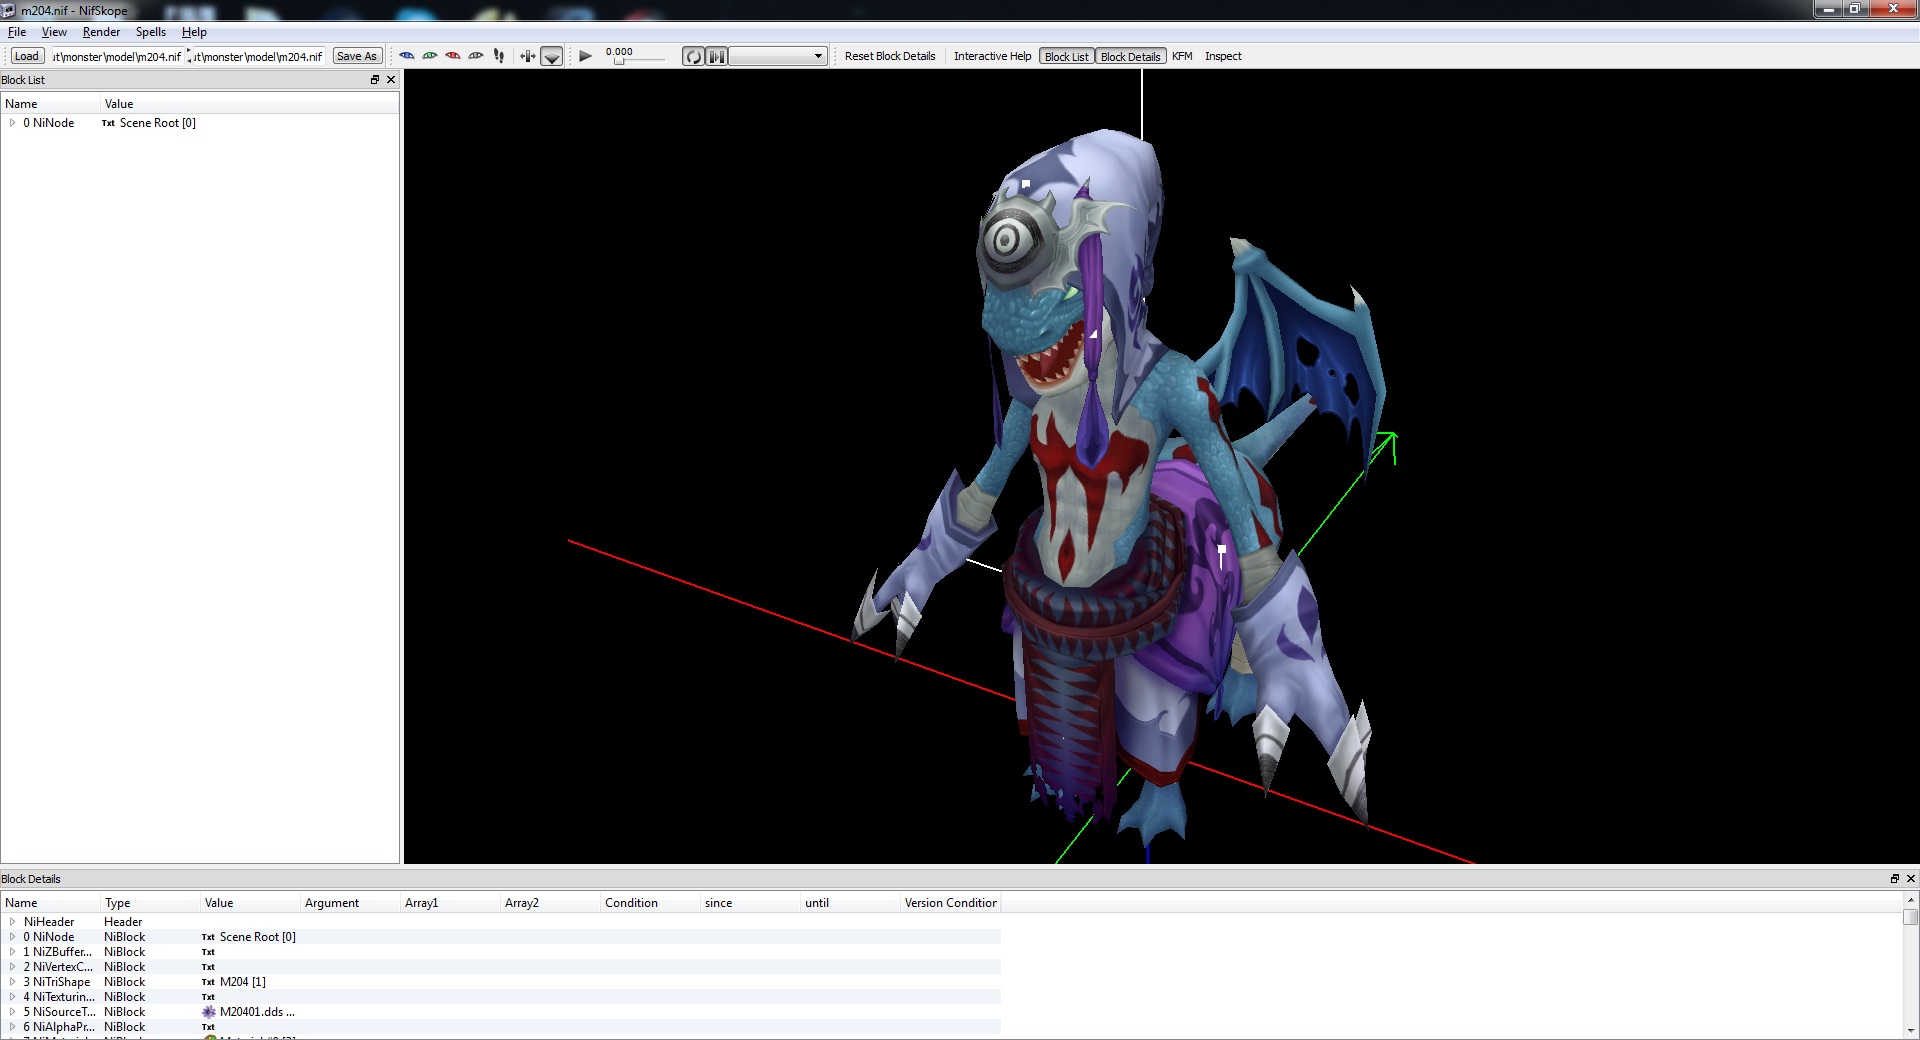 m204.nif - NifSkope
File View Render Spells Help
Load ut\monster\model\m204.nif ut\monster\model\m204.nif Save As 0.000 Reset Block Details Interactive Help Block List Block Details KFM Inspect
Block List
Name Value
0 NiNode Txt Scene Root [0]
Block Details
Name Type Value Argument Array1 Array2 Condition since until Version Condition
NiHeader Header
0 NiNode NiBlock Txt Scene Root [0]
1 NiZBuffer... NiBlock Txt
2 NiVertexC... NiBlock Txt
3 NiTriShape NiBlock Txt M204 [1]
4 NiTexturin... NiBlock Txt
5 NiSourceT... NiBlock M20401.dds ...
6 NiAlphaPr... NiBlock Txt